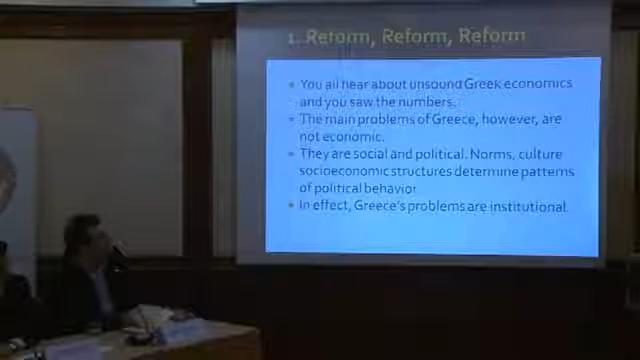 1. Reform, Reform, Reform
You all hear about unsound Greek economics
and you saw the numbers.
The main problems of Greece, however, are
not economic.
They are social and political. Norms, culture
socioeconomic structures determine patterns
of political behavior
In effect, Greece's problems are institutional.